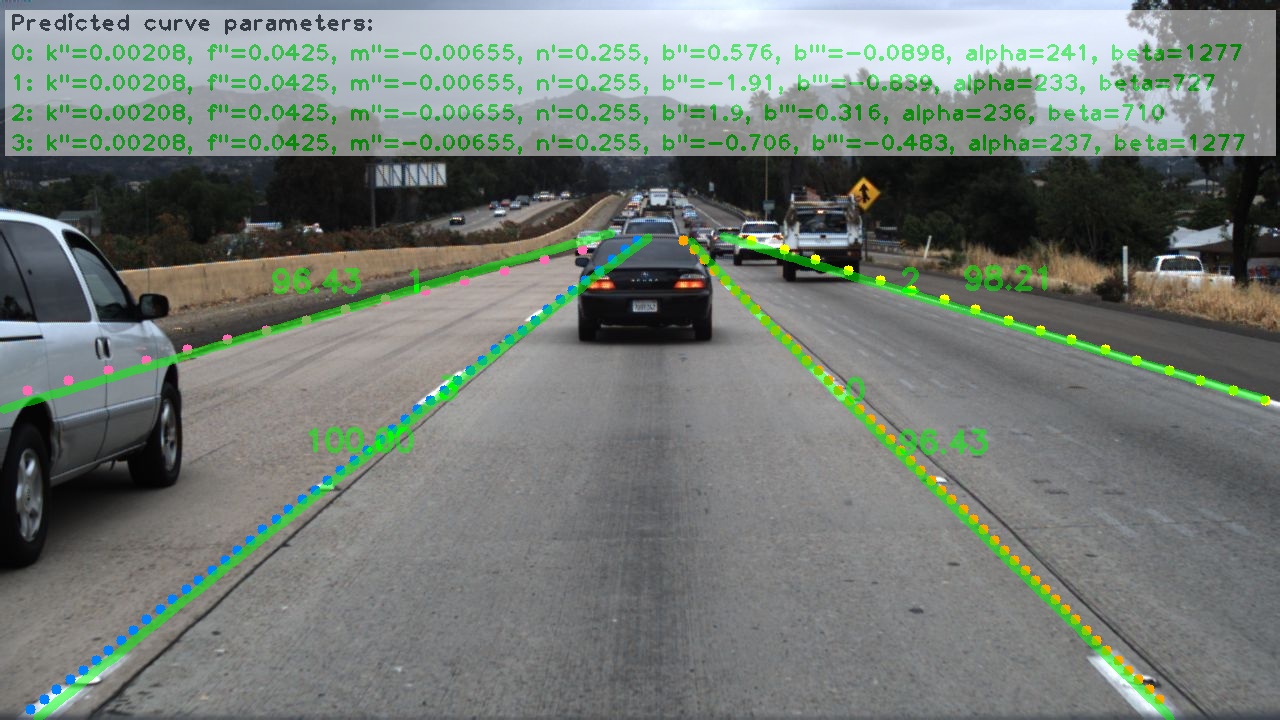 Predicted curve parameters:
0: k''=0.00208, f''=0.0425, m''=-0.00655, n'=0.255, b''=0.576, b'''=-0.0898, alpha=241, beta=1277
1: k''=0.00208, f''=0.0425, m''=-0.00655, n'=0.255, b''=-1.91, b'''=-0.839, alpha=233, beta=727
2: k''=0.00208, f''=0.0425, m''=-0.00655, n'=0.255, b''=1.9, b'''=0.316, alpha=236, beta=710
3: k''=0.00208, f''=0.0425, m''=-0.00655, n'=0.255, b''=-0.706, b'''=-0.483, alpha=237, beta=1277
96.43 1
2 98.21
0
100.00
96.43